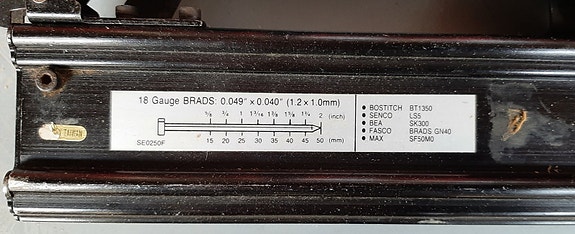 18 Gauge BRADS: 0.049" x 0.040" (1.2 x 1.0mm)
5/8 3/4 1 1 3/16 1 3/8 1 5/8 1 3/4 2 (inch)
SE0250F 15 20 25 30 35 40 45 50 (mm)
● BOSTITCH BT1350
● SENCO LS5
● BEA SK300
● FASCO BRADS GN40
● MAX SF50M0
TAIWAN